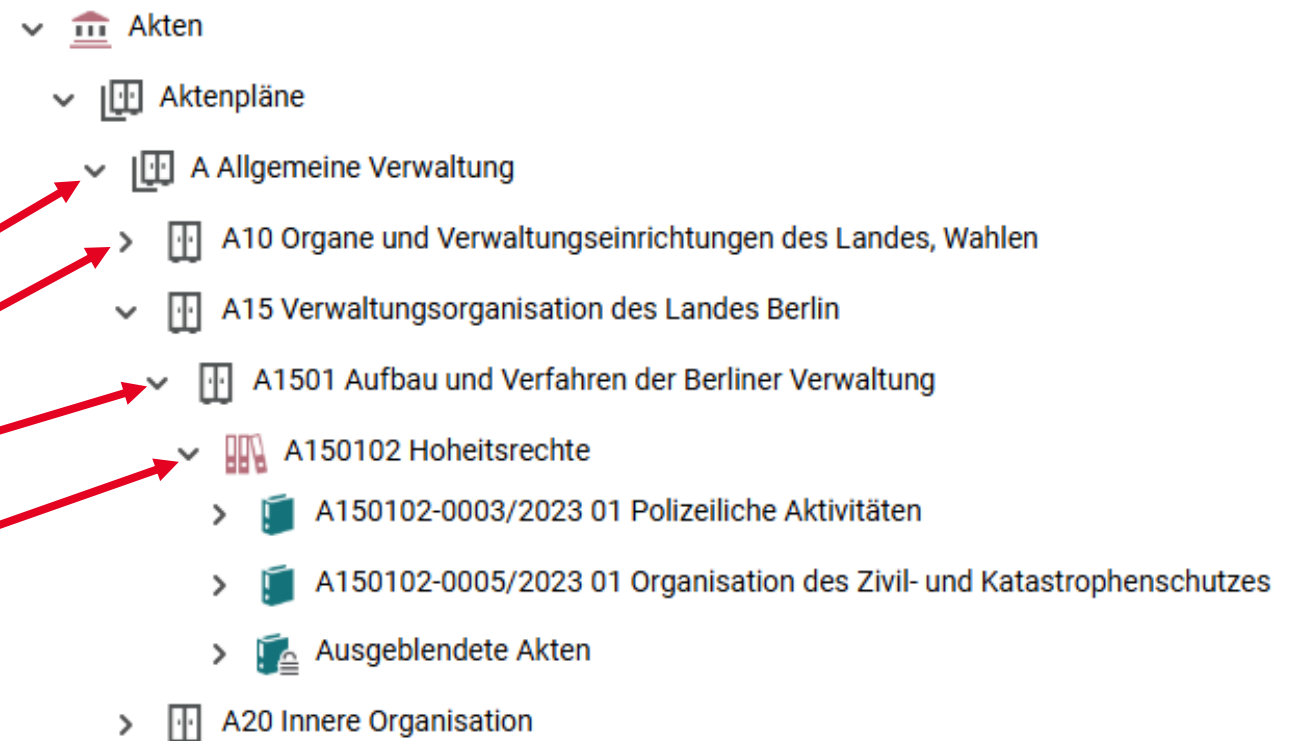 Akten
Aktenpläne
A Allgemeine Verwaltung
A10 Organe und Verwaltungseinrichtungen des Landes, Wahlen
A15 Verwaltungsorganisation des Landes Berlin
A1501 Aufbau und Verfahren der Berliner Verwaltung
A150102 Hoheitsrechte
A150102-0003/2023 01 Polizeiliche Aktivitäten
A150102-0005/2023 01 Organisation des Zivil- und Katastrophenschutzes
Ausgeblendete Akten
A20 Innere Organisation